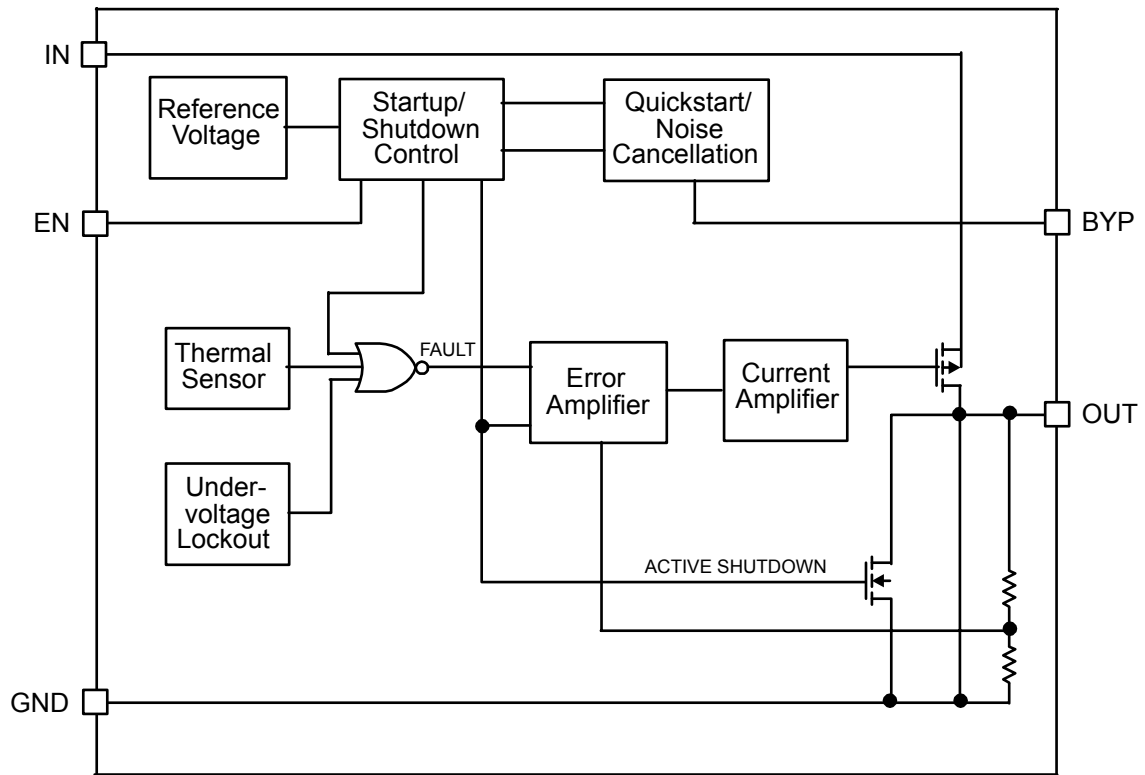 IN
Reference
Voltage
Startup/
Shutdown
Control
Quickstart/
Noise
Cancellation
EN
BYP
Thermal
Sensor
FAULT
Error
Amplifier
Current
Amplifier
OUT
Under-
voltage
Lockout
ACTIVE SHUTDOWN
GND